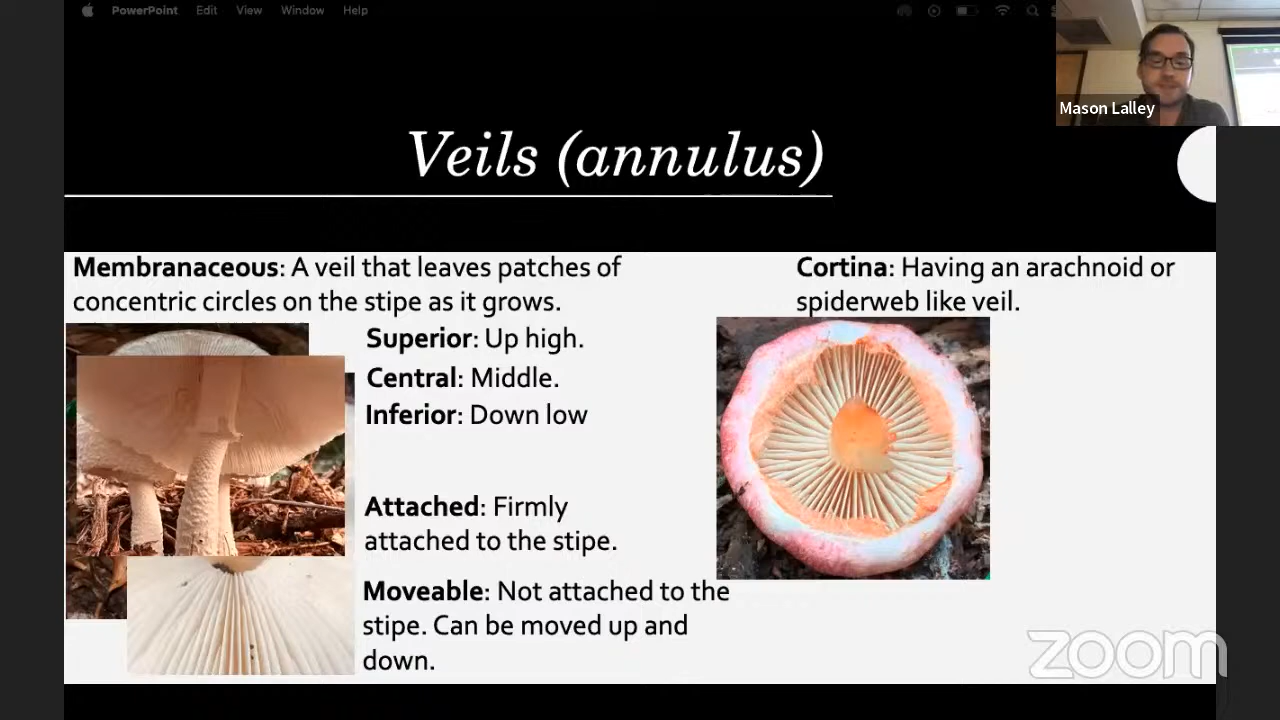 PowerPoint Edit View Window Help
Mason Lalley
Veils (annulus)
Membranaceous: A veil that leaves patches of
concentric circles on the stipe as it grows.
Superior: Up high.
Central: Middle.
Inferior: Down low
Attached: Firmly
attached to the stipe.
Moveable: Not attached to the
stipe. Can be moved up and
down.
Cortina: Having an arachnoid or
spiderweb like veil.
zoom